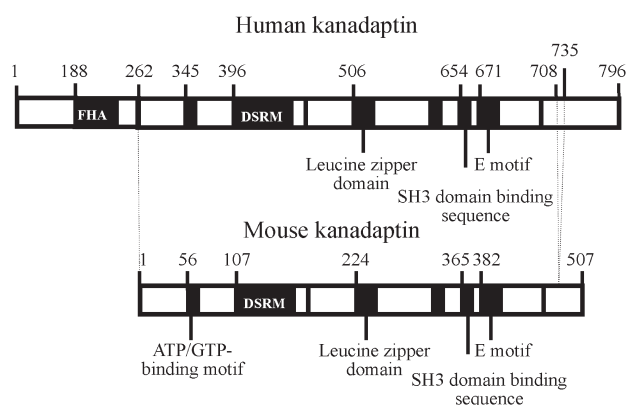 Human kanadaptin
735
1 188 262 345 396 506 654 671 708 796
FHA DSRM
Leucine zipper
domain
E motif
SH3 domain binding
sequence
Mouse kanadaptin
1 56 107 224 365 382 507
DSRM
ATP/GTP-
binding motif
Leucine zipper
domain
E motif
SH3 domain binding
sequence